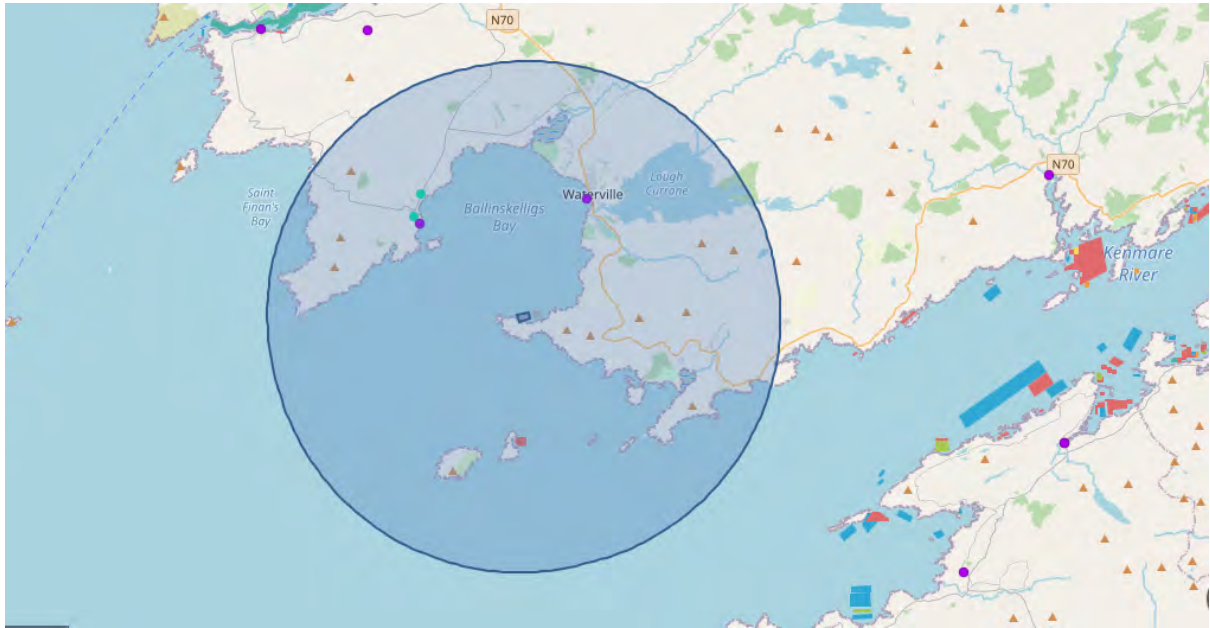 N70
N70
Saint
Finan's
Bay
Ballinskelligs
Bay
Waterville
Lough
Currane
Kenmare
River